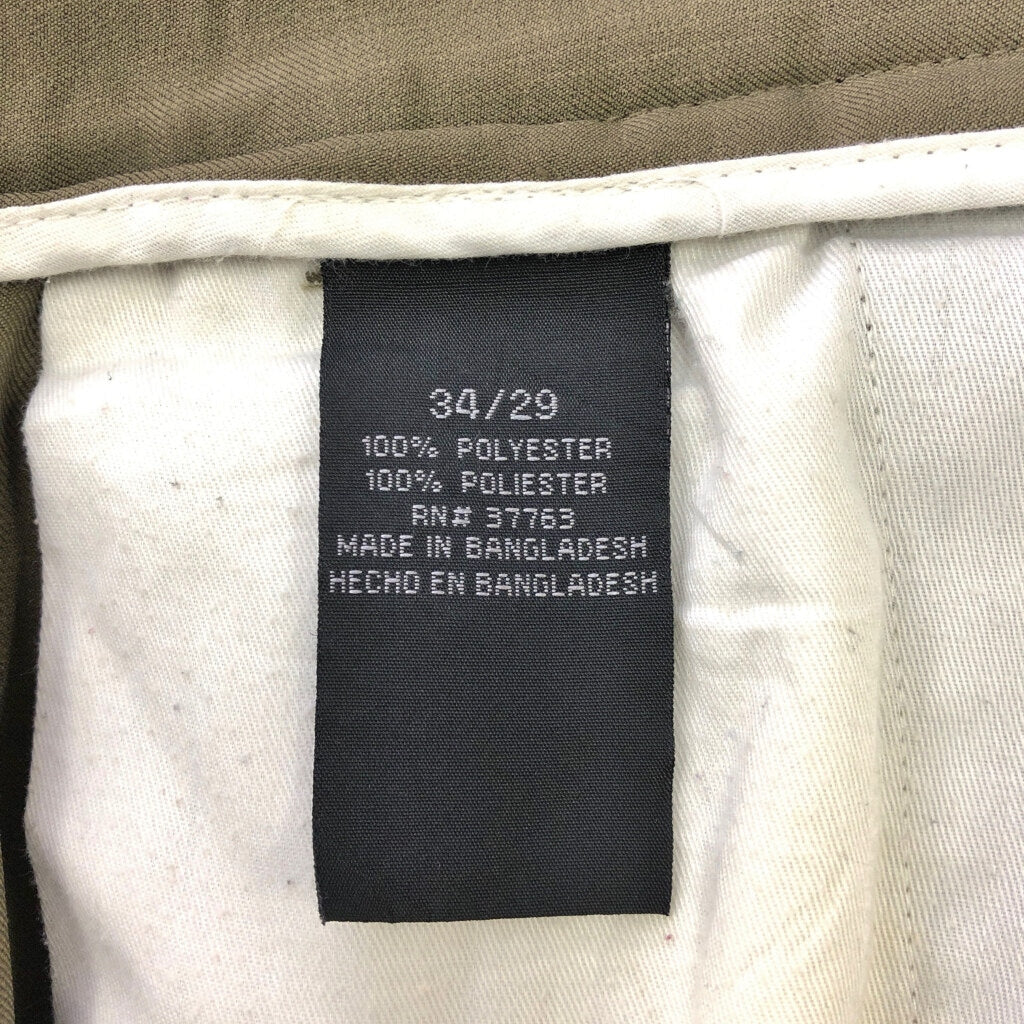 34/29
100% POLYESTER
100% POLIESTER
RN# 37763
MADE IN BANGLADESH
HECHO EN BANGLADESH